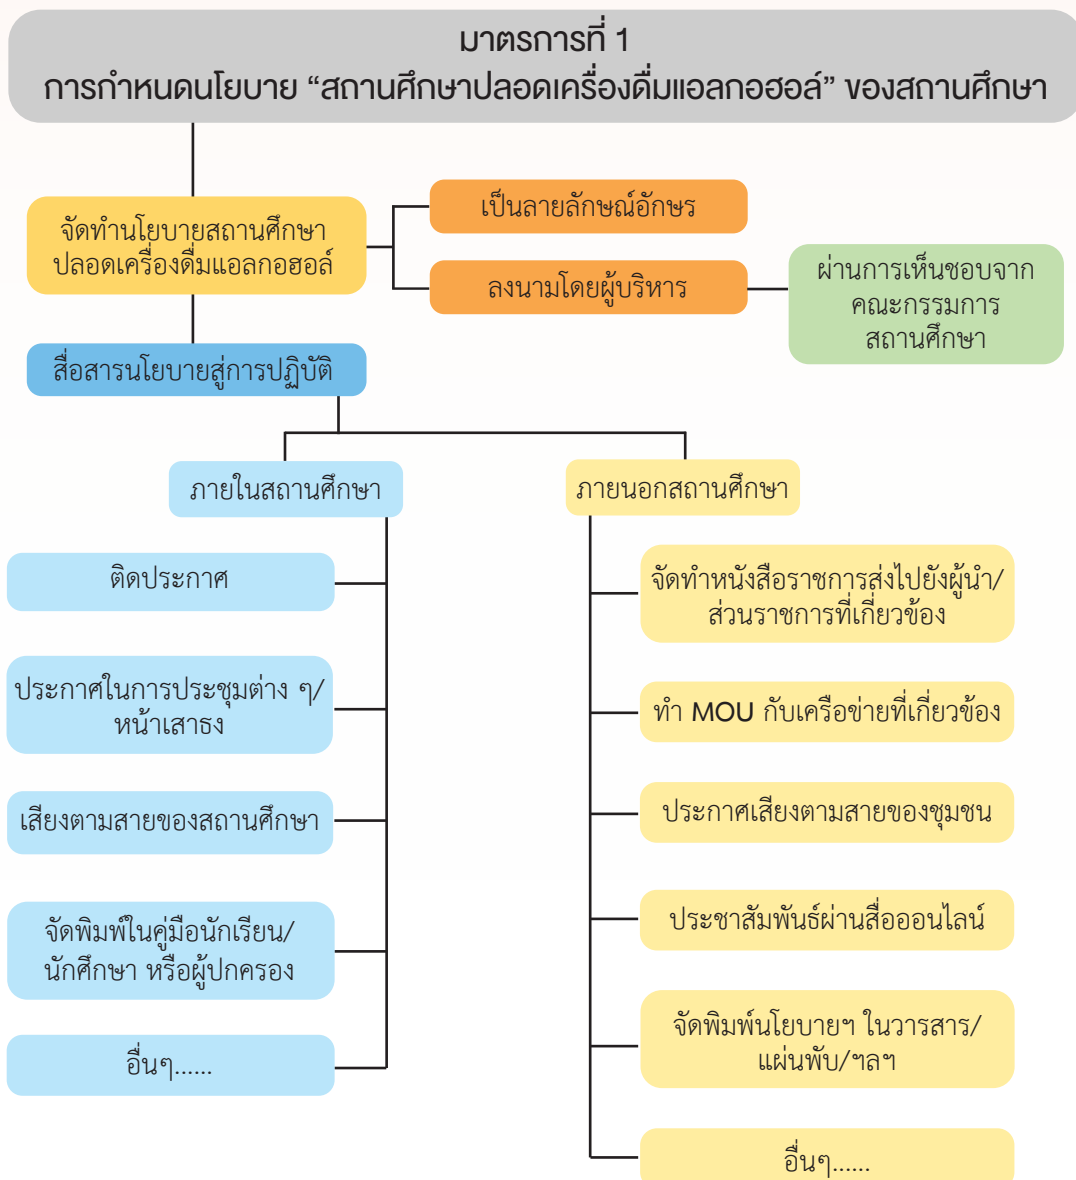 มาตรการที่ 1
การกำหนดนโยบาย “สถานศึกษาปลอดเครื่องดื่มแอลกอฮอล์” ของสถานศึกษา
จัดทำนโยบายสถานศึกษา
ปลอดเครื่องดื่มแอลกอฮอล์
เป็นลายลักษณ์อักษร
ลงนามโดยผู้บริหาร
ผ่านการเห็นชอบจาก
คณะกรรมการ
สถานศึกษา
สื่อสารนโยบายสู่การปฏิบัติ
ภายในสถานศึกษา
ติดประกาศ
ประกาศในการประชุมต่าง ๆ/
หน้าเสาธง
เสียงตามสายของสถานศึกษา
จัดพิมพ์ในคู่มือนักเรียน/
นักศึกษา หรือผู้ปกครอง
อื่นๆ......
ภายนอกสถานศึกษา
จัดทำหนังสือราชการส่งไปยังผู้นำ/
ส่วนราชการที่เกี่ยวข้อง
ทำ MOU กับเครือข่ายที่เกี่ยวข้อง
ประกาศเสียงตามสายของชุมชน
ประชาสัมพันธ์ผ่านสื่อออนไลน์
จัดพิมพ์นโยบายฯ ในวารสาร/
แผ่นพับ/ฯลฯ
อื่นๆ......